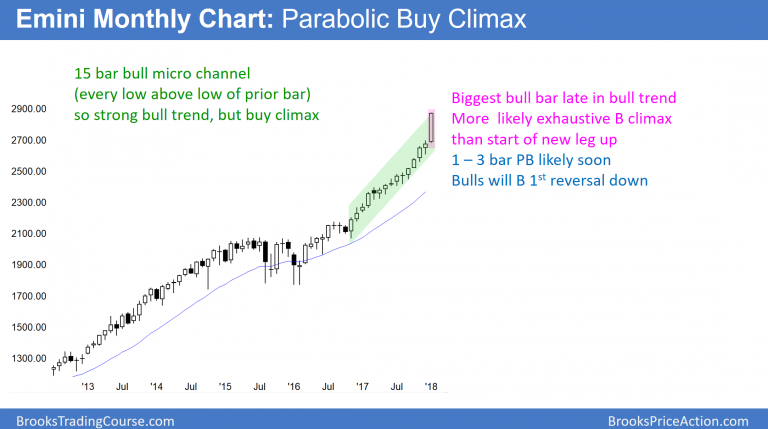 Emini Monthly Chart: Parabolic Buy Climax
15 bar bull micro channel
(every low above low of prior bar)
so strong bull trend, but buy climax
Biggest bull bar late in bull trend
More likely exhaustive B climax
than start of new leg up
1 – 3 bar PB likely soon
Bulls will B 1st reversal down
2900.00
2700.00
2500.00
2300.00
2100.00
1900.00
1700.00
1500.00
1300.00
'13 Jul '14 Jul '15 Jul '16 Jul '17 Jul '18
BrooksTradingCourse.com BrooksPriceAction.com